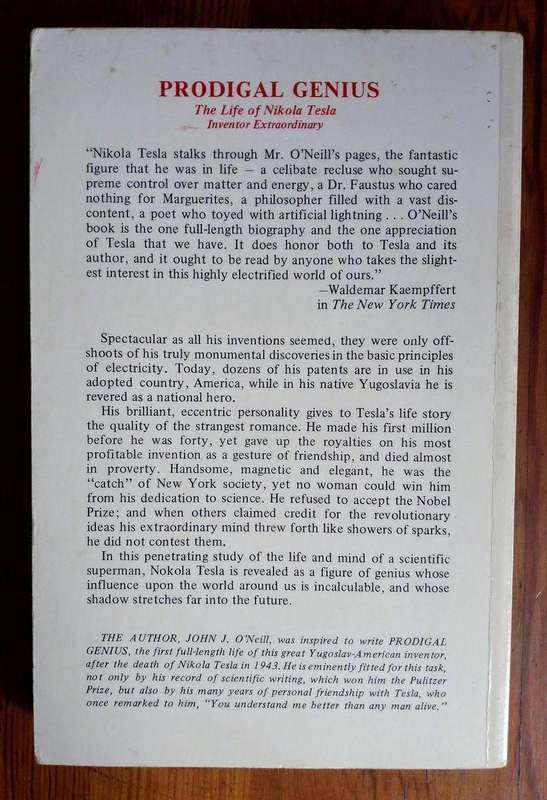 PRODIGAL GENIUS
The Life of Nikola Tesla
Inventor Extraordinary
“Nikola Tesla stalks through Mr. O’Neill’s pages, the fantastic
figure that he was in life – a celibate recluse who sought su-
preme control over matter and energy, a Dr. Faustus who cared
nothing for Marguerites, a philosopher filled with a vast dis-
content, a poet who toyed with artificial lightning . . . O’Neill’s
book is the one full-length biography and the one appreciation
of Tesla that we have. It does honor both to Tesla and its
author, and it ought to be read by anyone who takes the slight-
est interest in this highly electrified world of ours.”
–Waldemar Kaempffert
in The New York Times
Spectacular as all his inventions seemed, they were only off-
shoots of his truly monumental discoveries in the basic principles
of electricity. Today, dozens of his patents are in use in his
adopted country, America, while in his native Yugoslavia he is
revered as a national hero.
His brilliant, eccentric personality gives to Tesla’s life story
the quality of the strangest romance. He made his first million
before he was forty, yet gave up the royalties on his most
profitable invention as a gesture of friendship, and died almost
in proverty. Handsome, magnetic and elegant, he was the
“catch” of New York society, yet no woman could win him
from his dedication to science. He refused to accept the Nobel
Prize; and when others claimed credit for the revolutionary
ideas his extraordinary mind threw forth like showers of sparks,
he did not contest them.
In this penetrating study of the life and mind of a scientific
superman, Nokola Tesla is revealed as a figure of genius whose
influence upon the world around us is incalculable, and whose
shadow stretches far into the future.
THE AUTHOR, JOHN J. O’Neill, was inspired to write PRODIGAL
GENIUS, the first full-length life of this great Yugoslav-American inventor,
after the death of Nikola Tesla in 1943. He is eminently fitted for this task,
not only by his record of scientific writing, which won him the Pulitzer
Prize, but also by his many years of personal friendship with Tesla, who
once remarked to him, “You understand me better than any man alive.”